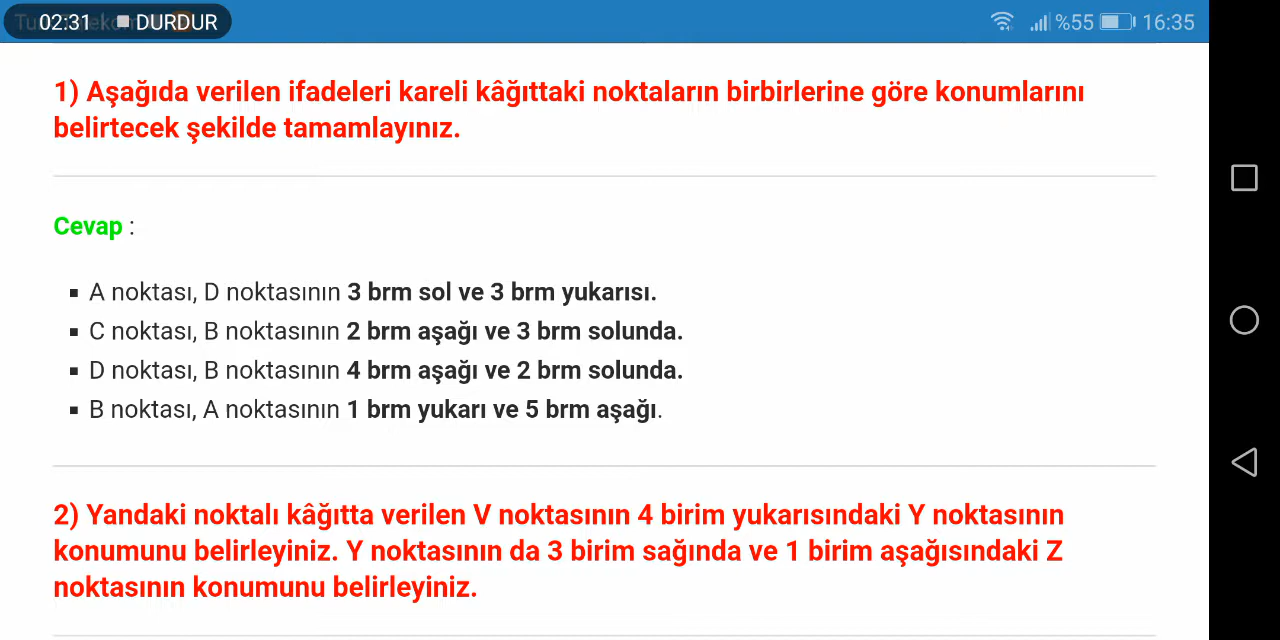 02:31 DURDUR %55 16:35
1) Aşağıda verilen ifadeleri kareli kâğıttaki noktaların birbirlerine göre konumlarını
belirtecek şekilde tamamlayınız.
Cevap :
▪ A noktası, D noktasının 3 brm sol ve 3 brm yukarısı.
▪ C noktası, B noktasının 2 brm aşağı ve 3 brm solunda.
▪ D noktası, B noktasının 4 brm aşağı ve 2 brm solunda.
▪ B noktası, A noktasının 1 brm yukarı ve 5 brm aşağı.
2) Yandaki noktalı kâğıtta verilen V noktasının 4 birim yukarısındaki Y noktasının
konumunu belirleyiniz. Y noktasının da 3 birim sağında ve 1 birim aşağısındaki Z
noktasının konumunu belirleyiniz.